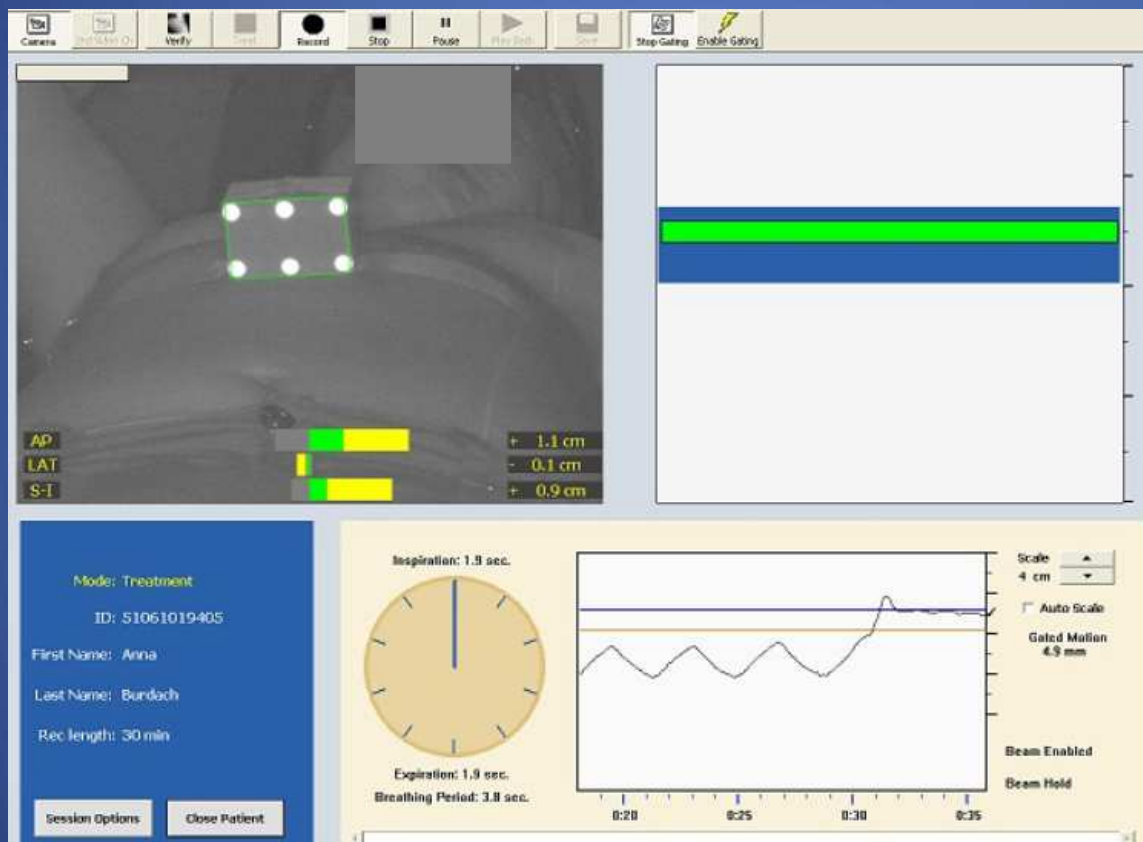 Camera
Verify
Treat
Record
Stop
Pause
Play Back
Save
Stop Gating
Enable Gating
AP + 1.1 cm
LAT - 0.1 cm
S-I + 0.9 cm
Mode: Treatment
ID: 51061019405
First Name: Anna
Last Name: Burdach
Rec length: 30 min
Session Options
Close Patient
Inspiration: 1.9 sec.
Expiration: 1.9 sec.
Breathing Period: 3.8 sec.
0:20 0:25 0:30 0:35
Scale
4 cm
Auto Scale
Gated Motion
4.9 mm
Beam Enabled
Beam Hold